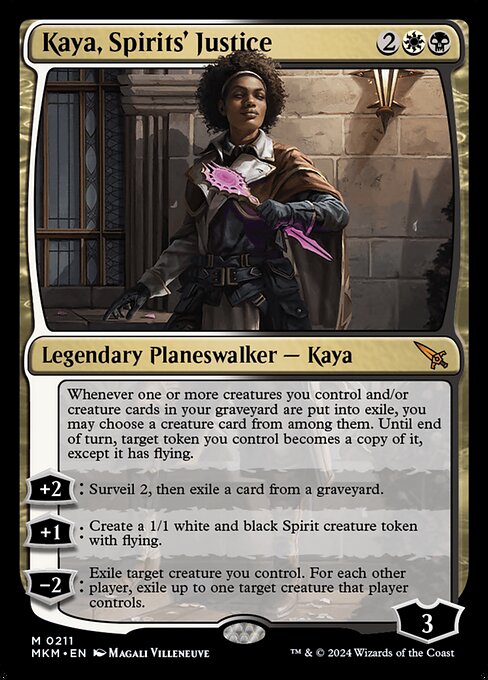 Kaya, Spirits' Justice 2
Legendary Planeswalker — Kaya
Whenever one or more creatures you control and/or
creature cards in your graveyard are put into exile, you
may choose a creature card from among them. Until end
of turn, target token you control becomes a copy of it,
except it has flying.
+2 : Surveil 2, then exile a card from a graveyard.
+1 : Create a 1/1 white and black Spirit creature token
with flying.
Exile target creature you control. For each other
-2 : player, exile up to one target creature that player
controls.
3
M 0211
MKM • EN Magali Villeneuve ™ & © 2024 Wizards of the Coast